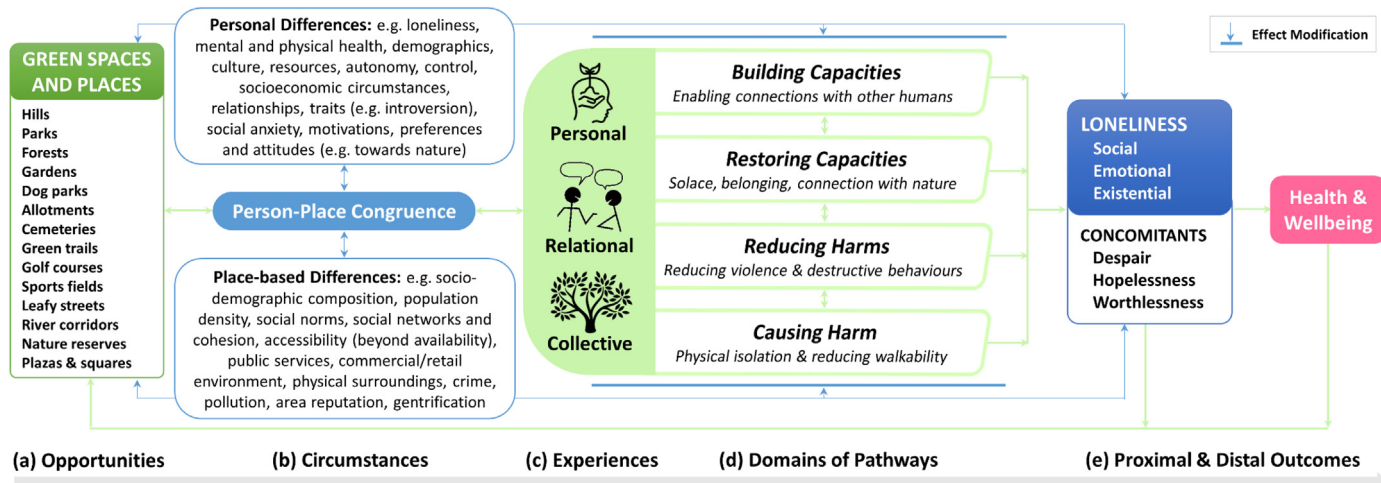 Personal Differences: e.g. loneliness,
mental and physical health, demographics,
culture, resources, autonomy, control,
socioeconomic circumstances,
relationships, traits (e.g. introversion),
social anxiety, motivations, preferences
and attitudes (e.g. towards nature)
Effect Modification
GREEN SPACES
AND PLACES
Hills
Parks
Forests
Gardens
Dog parks
Allotments
Cemeteries
Green trails
Golf courses
Sports fields
Leafy streets
River corridors
Nature reserves
Plazas & squares
Person-Place Congruence
Place-based Differences: e.g. socio-
demographic composition, population
density, social norms, social networks and
cohesion, accessibility (beyond availability),
public services, commercial/retail
environment, physical surroundings, crime,
pollution, area reputation, gentrification
Personal
Relational
Collective
Building Capacities
Enabling connections with other humans
Restoring Capacities
Solace, belonging, connection with nature
Reducing Harms
Reducing violence & destructive behaviours
Causing Harm
Physical isolation & reducing walkability
LONELINESS
Social
Emotional
Existential
CONCOMITANTS
Despair
Hopelessness
Worthlessness
Health &
Wellbeing
(a) Opportunities
(b) Circumstances
(c) Experiences
(d) Domains of Pathways
(e) Proximal & Distal Outcomes